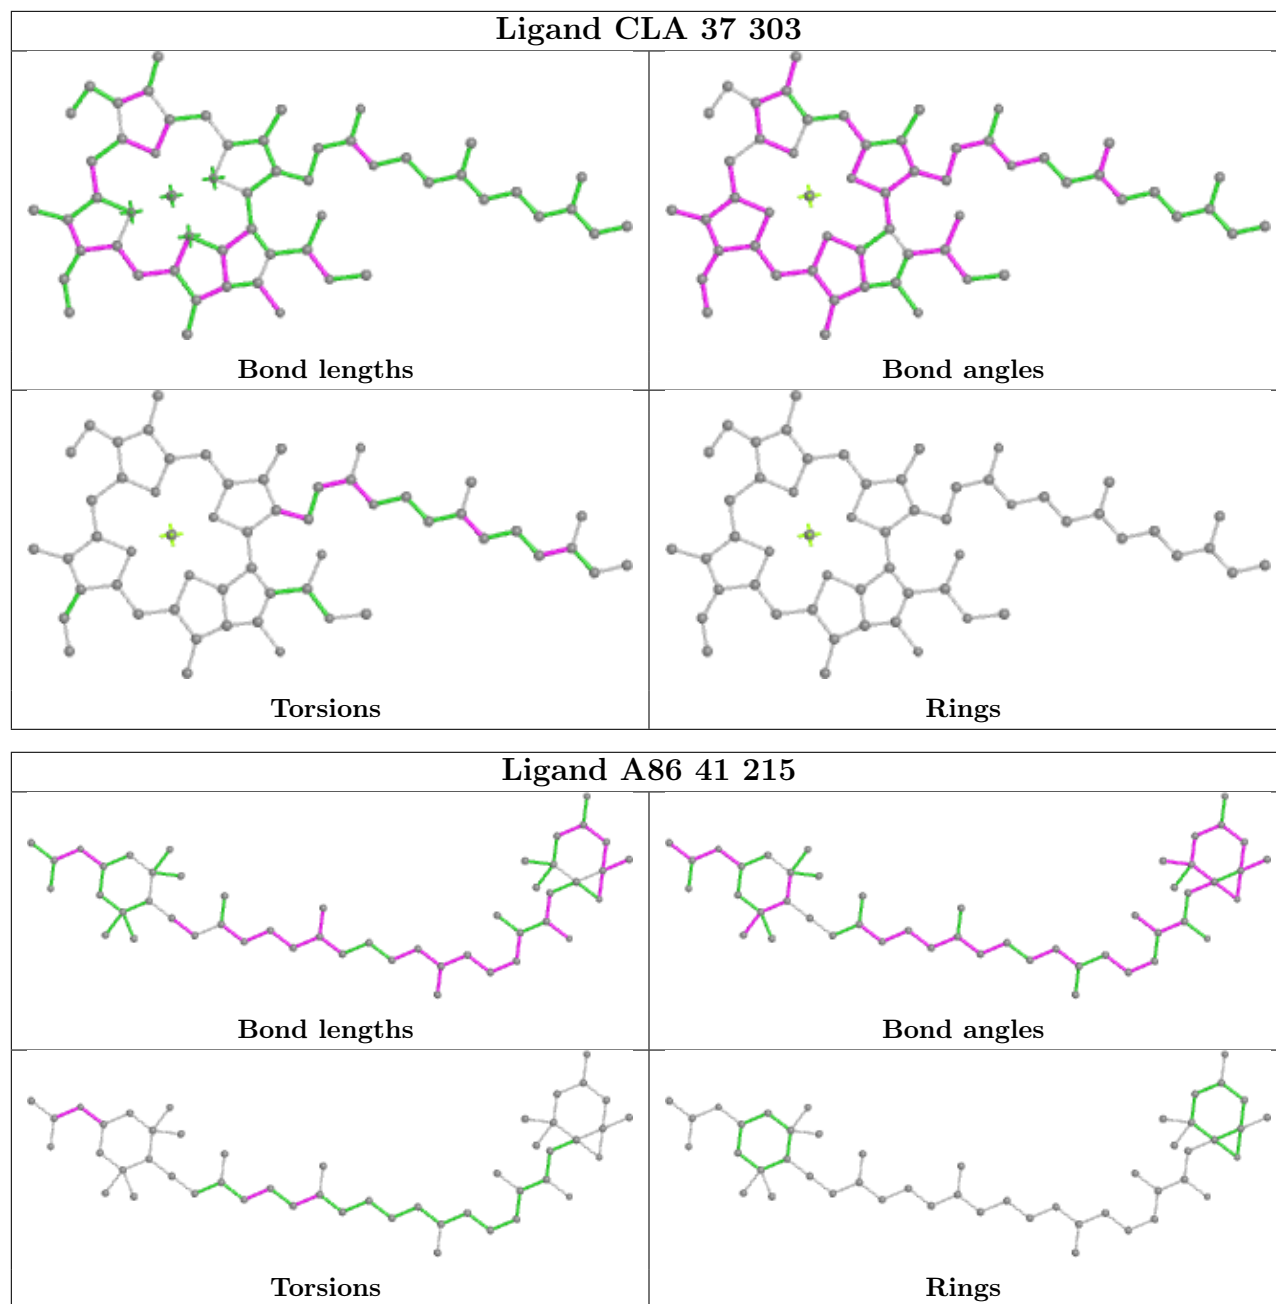 Ligand CLA 37 303
Bond lengths
Bond angles
Torsions
Rings
Ligand A86 41 215
Bond lengths
Bond angles
Torsions
Rings